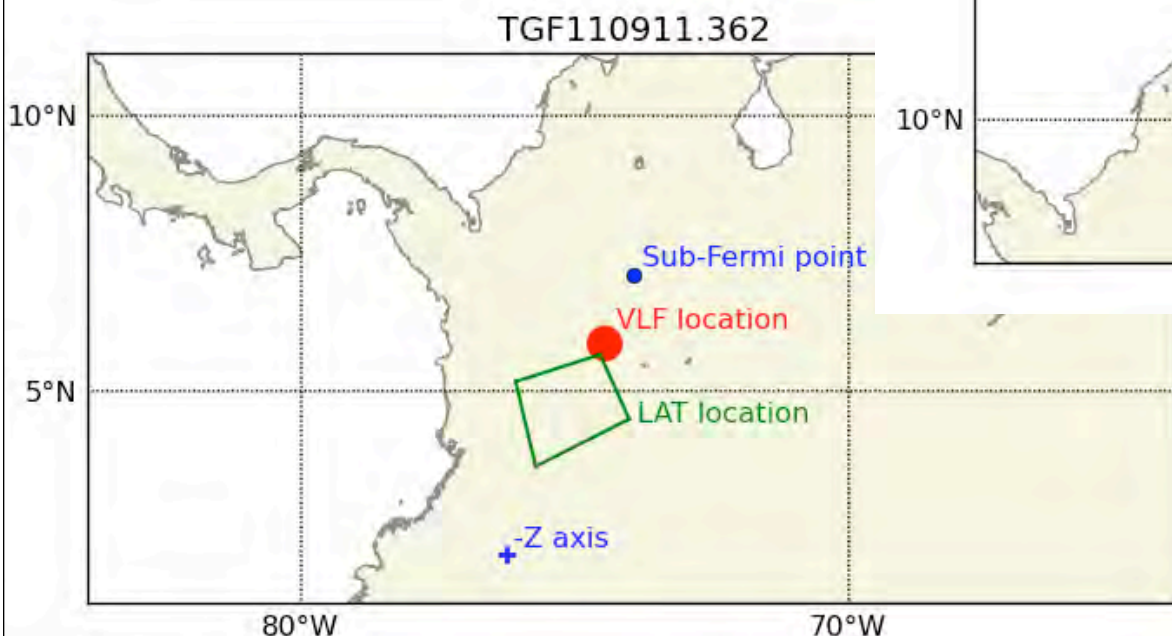 TGF110911.362
10°N
10°N
Sub-Fermi point
VLF location
5°N
LAT location
-Z axis
80°W
70°W